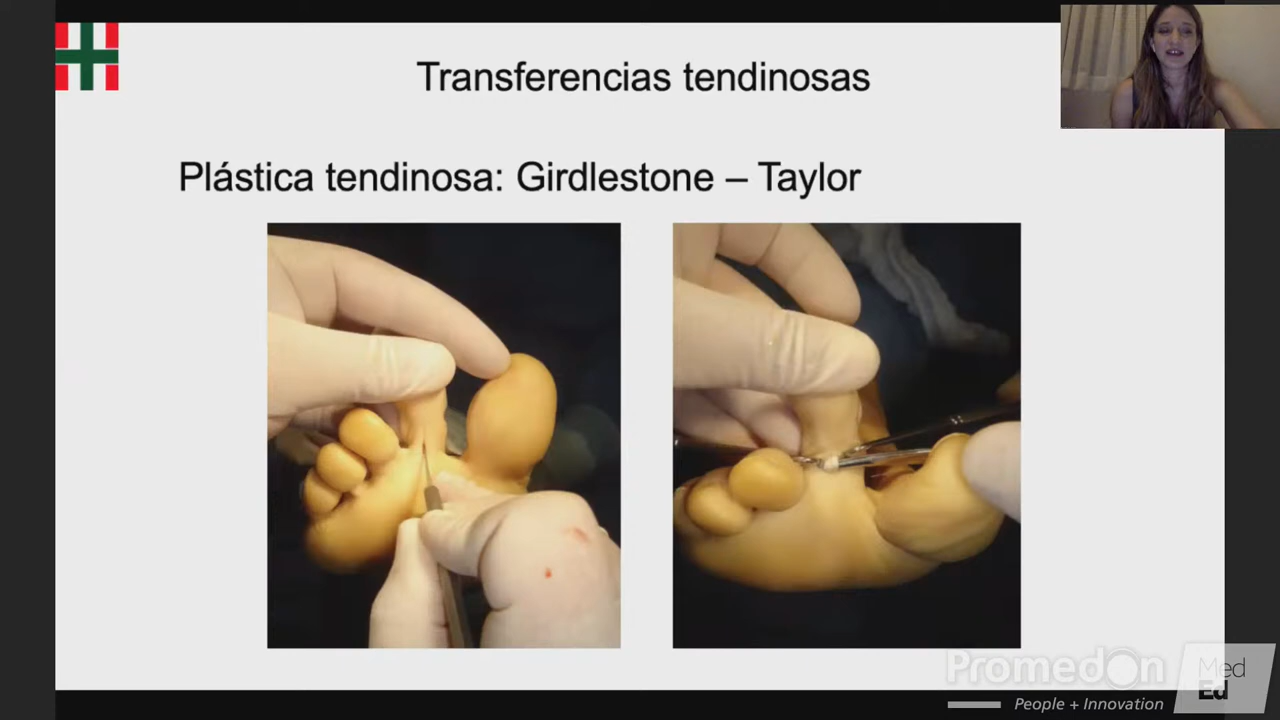 Transferencias tendinosas
Plástica tendinosa: Girdlestone – Taylor
Promedon
Med
Ed
People + Innovation